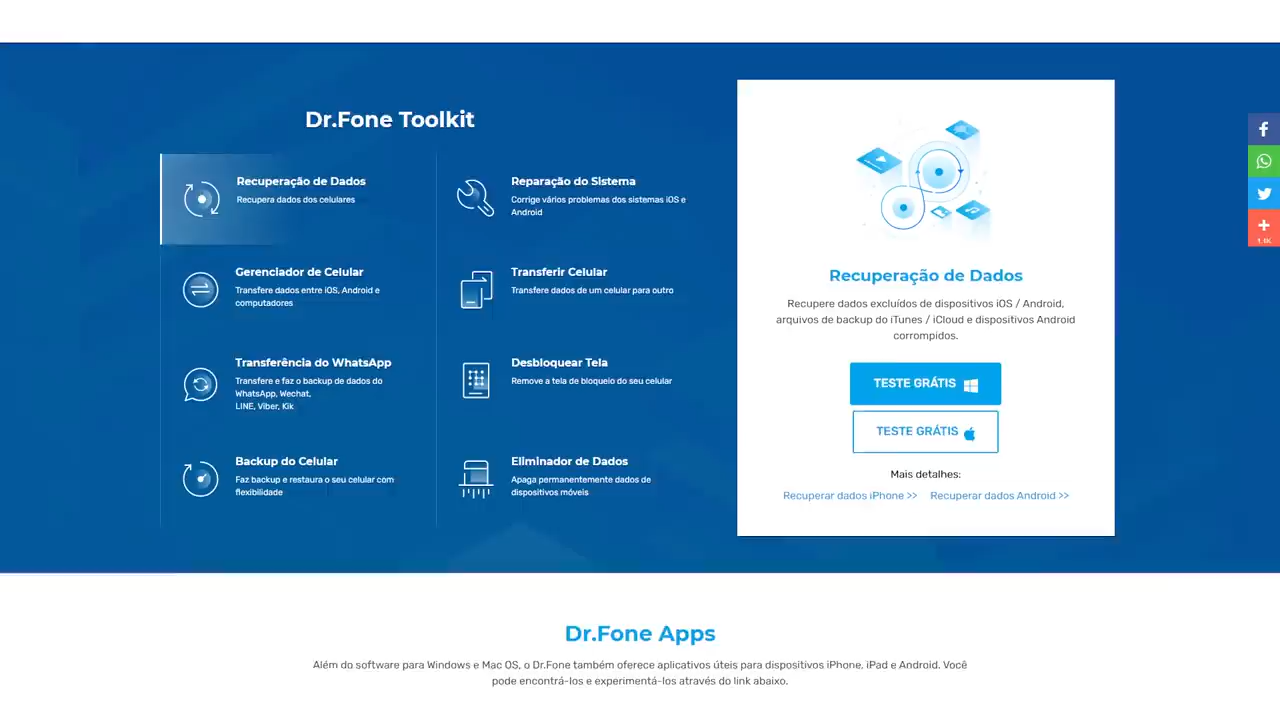 Dr.Fone Toolkit
Recuperação de Dados
Recupera dados dos celulares
Reparação do Sistema
Corrige vários problemas dos sistemas iOS e
Android
Gerenciador de Celular
Transfere dados entre iOS, Android e
computadores
Transferir Celular
Transfere dados de um celular para outro
Transferência do WhatsApp
Transfere e faz o backup de dados do
WhatsApp, Wechat,
LINE, Viber, Kik
Desbloquear Tela
Remove a tela de bloqueio do seu celular
Backup do Celular
Faz backup e restaura o seu celular com
flexibilidade
Eliminador de Dados
Apaga permanentemente dados de
dispositivos móveis
Recuperação de Dados
Recupere dados excluídos de dispositivos iOS / Android,
arquivos de backup do iTunes / iCloud e dispositivos Android
corrompidos.
TESTE GRÁTIS
TESTE GRÁTIS
Mais detalhes:
Recuperar dados iPhone >> Recuperar dados Android >>
Dr.Fone Apps
Além do software para Windows e Mac OS, o Dr.Fone também oferece aplicativos úteis para dispositivos iPhone, iPad e Android. Você
pode encontrá-los e experimentá-los através do link abaixo.